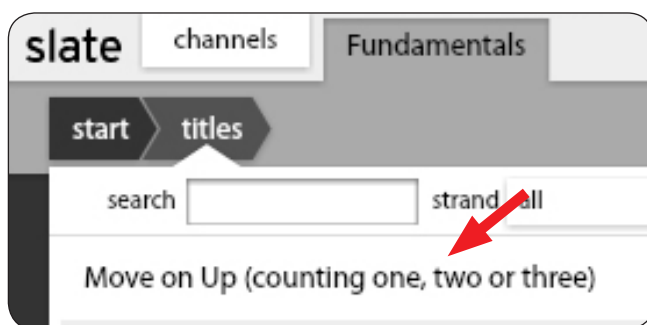 slate channels Fundamentals
start titles
search strand all
Move on Up (counting one, two or three)